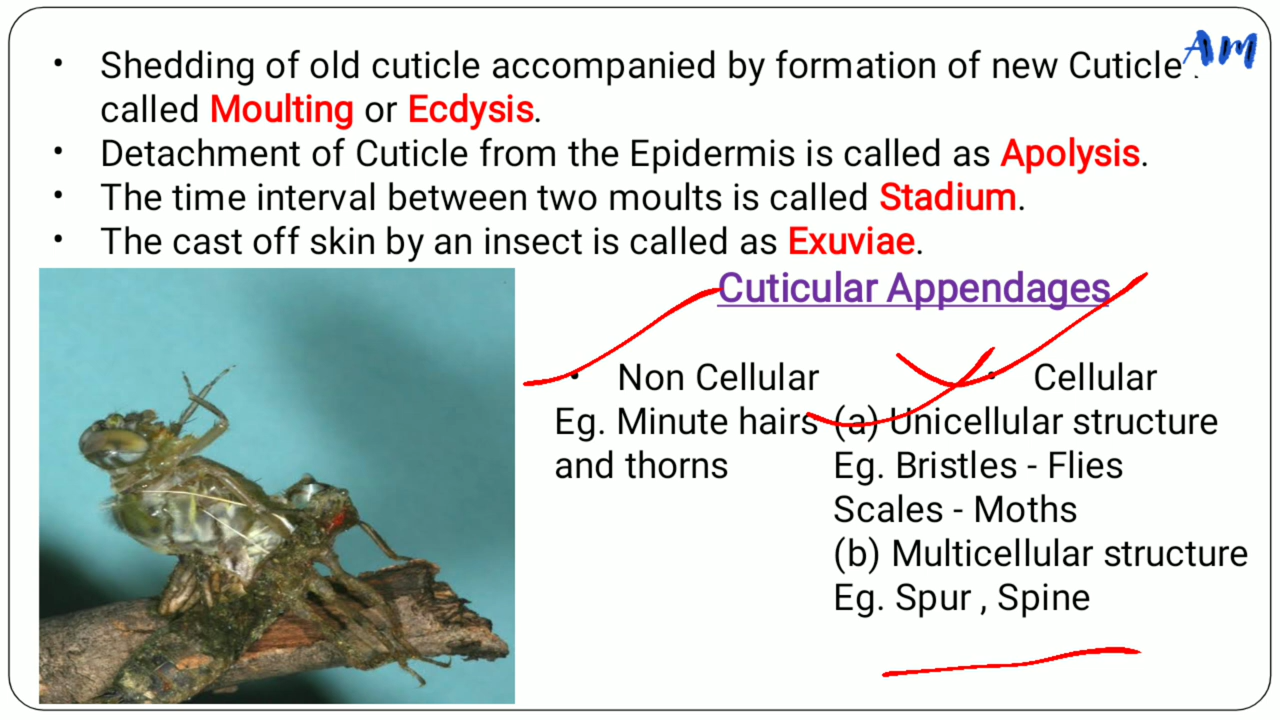 AM
• Shedding of old cuticle accompanied by formation of new Cuticle .
called Moulting or Ecdysis.
• Detachment of Cuticle from the Epidermis is called as Apolysis.
• The time interval between two moults is called Stadium.
• The cast off skin by an insect is called as Exuviae.
Cuticular Appendages
• Non Cellular
Eg. Minute hairs
and thorns
• Cellular
(a) Unicellular structure
Eg. Bristles - Flies
Scales - Moths
(b) Multicellular structure
Eg. Spur , Spine